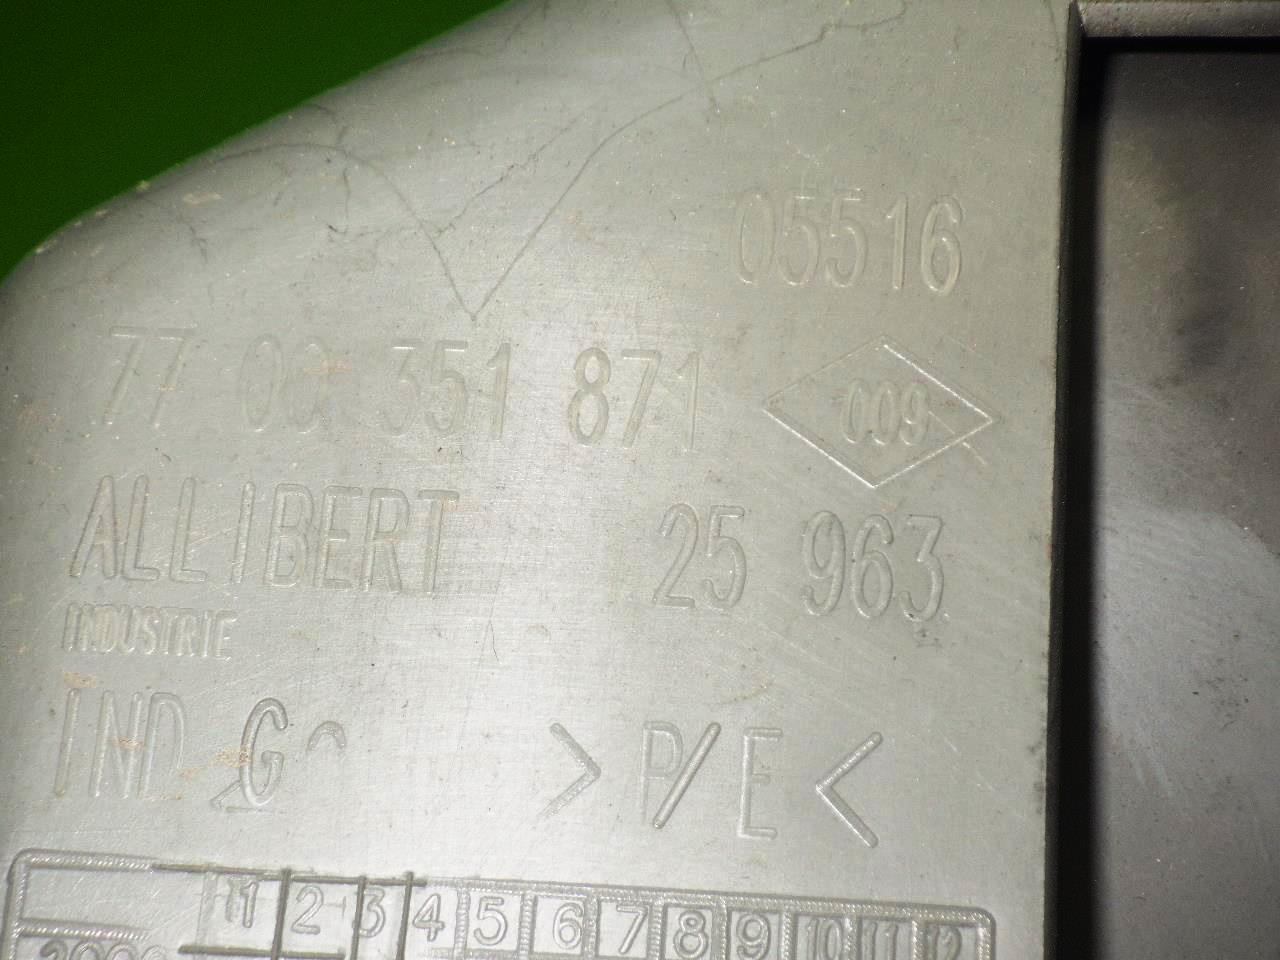 05516
77 00 351 871 009
ALLIBERT 25 963
INDUSTRIE
IND G
>P/E<
1 2 3 4 5 6 7 8 9 10 11 12